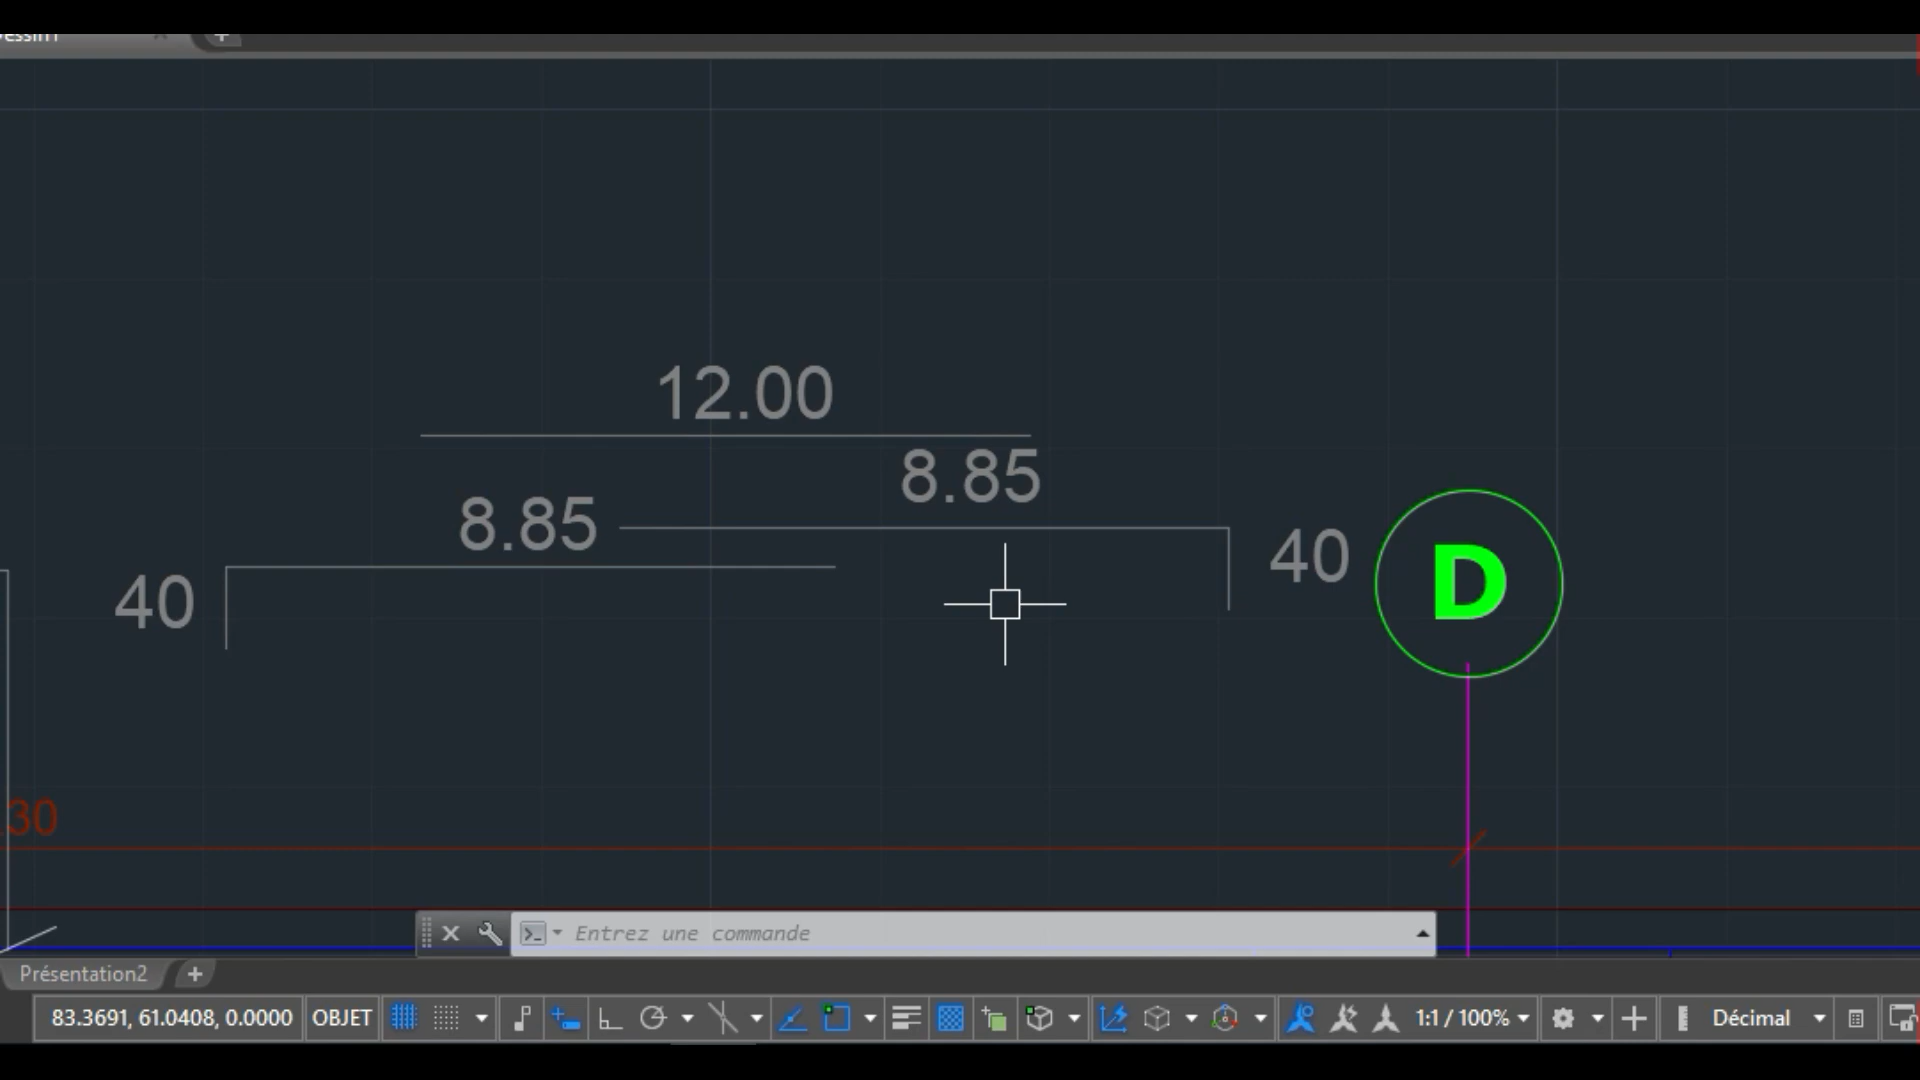 12.00
8.85
8.85
40
40
D
30
Entrez une commande
Présentation2
83.3691, 61.0408, 0.0000 OBJET 1:1 / 100% Décimal